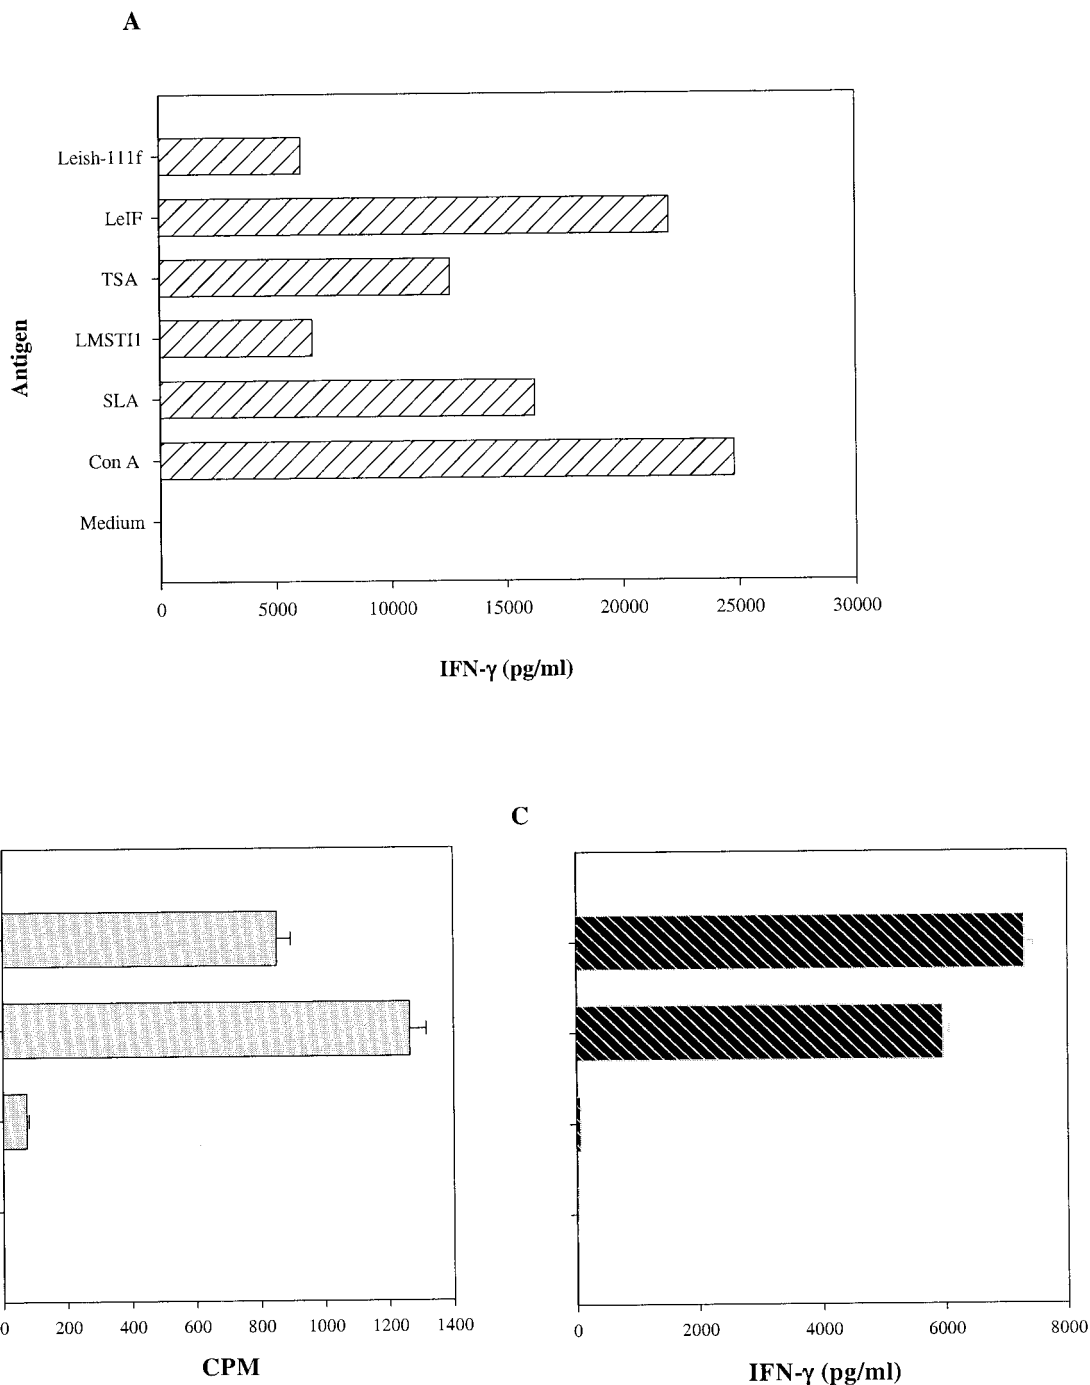 A
Leish-111f
LeIF
TSA
LMSTI1
SLA
Con A
Medium
Antigen
0 5000 10000 15000 20000 25000 30000
IFN-γ (pg/ml)
C
0 200 400 600 800 1000 1200 1400
CPM
0 2000 4000 6000 8000
IFN-γ (pg/ml)